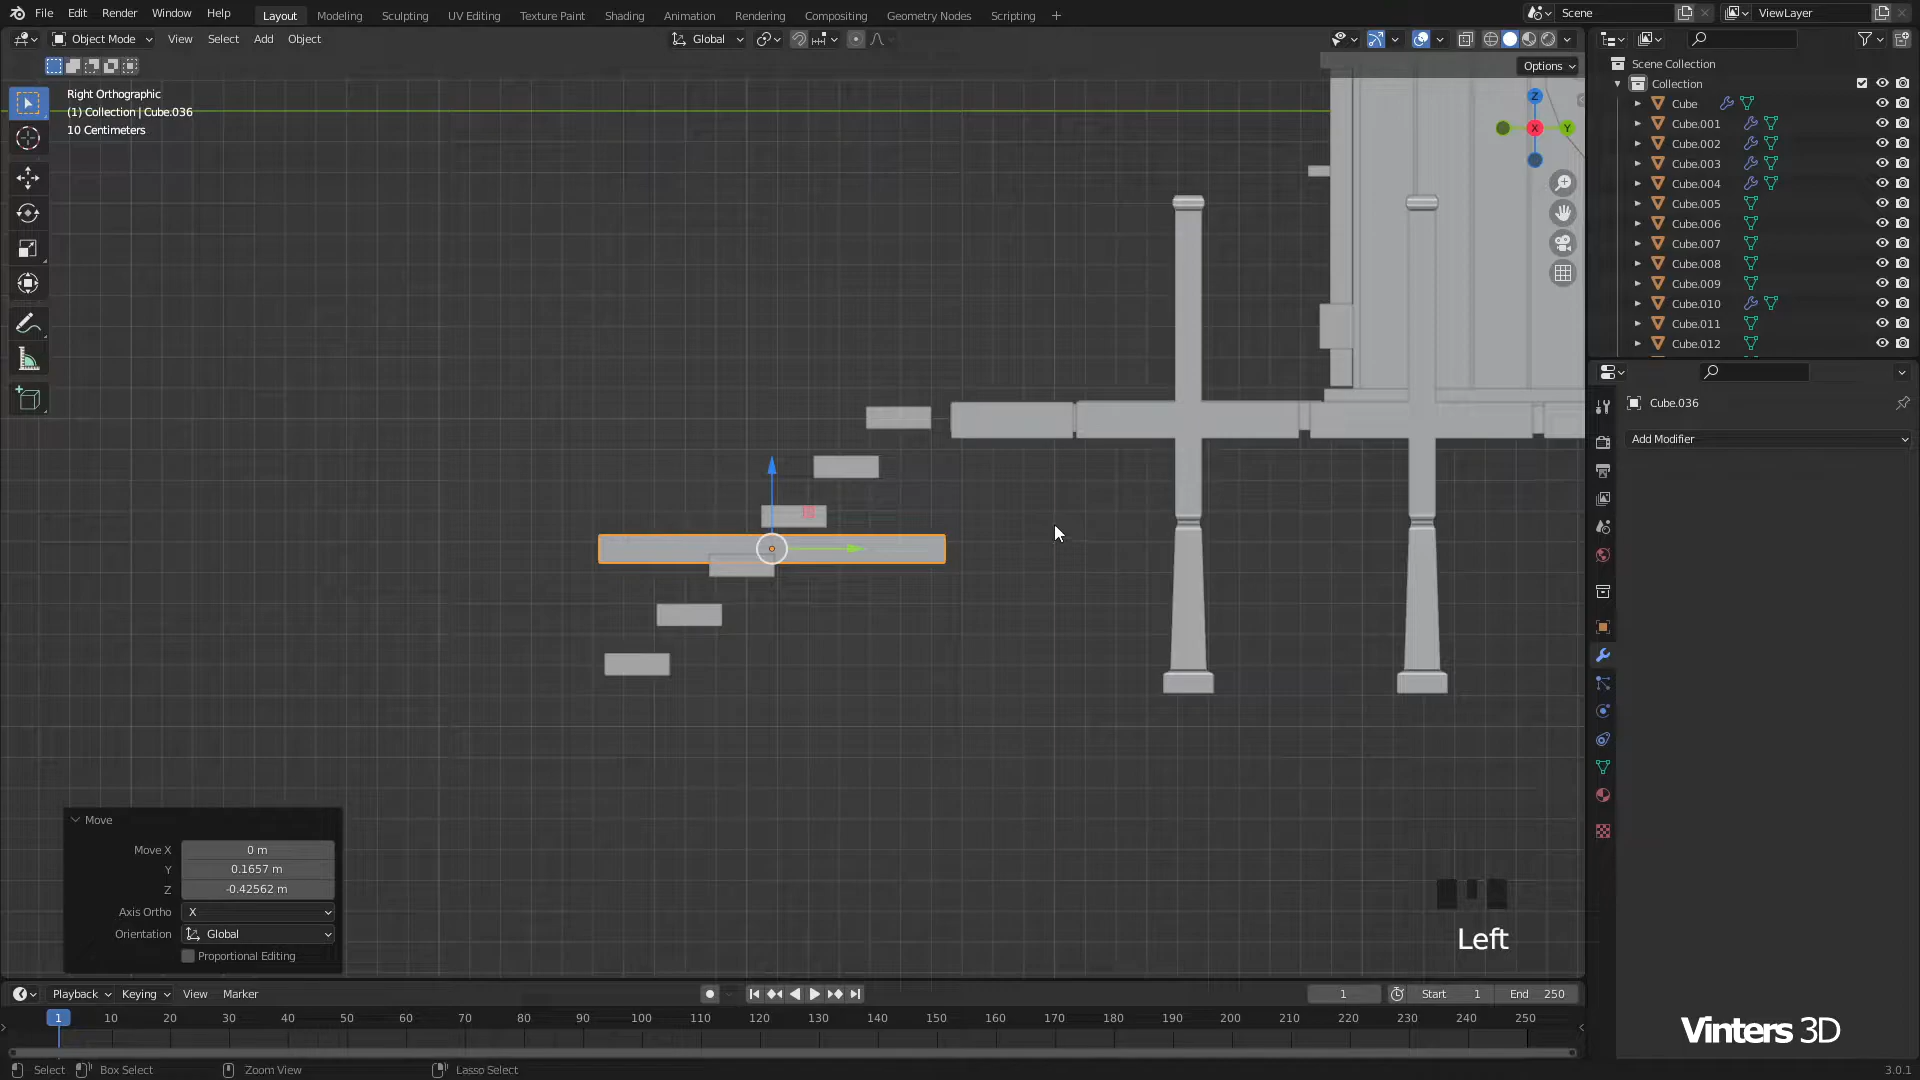 File Edit Render Window Help
Layout Modeling Sculpting UV Editing Texture Paint Shading Animation Rendering Compositing Geometry Nodes Scripting +
Scene
ViewLayer
Object Mode View Select Add Object
Global
Options
Right Orthographic
(1) Collection | Cube.036
10 Centimeters
Z
X
Y
Scene Collection
Collection
Cube
Cube.001
Cube.002
Cube.003
Cube.004
Cube.005
Cube.006
Cube.007
Cube.008
Cube.009
Cube.010
Cube.011
Cube.012
Cube.036
Add Modifier
Move
Move X 0 m
Y 0.1657 m
Z -0.42562 m
Axis Ortho X
Orientation Global
Proportional Editing
Left
Playback Keying View Marker
1
Start 1
End 250
1 10 20 30 40 50 60 70 80 90 100 110 120 130 140 150 160 170 180 190 200 210 220 230 240 250
Vinters 3D
Select Box Select Zoom View Lasso Select
3.0.1